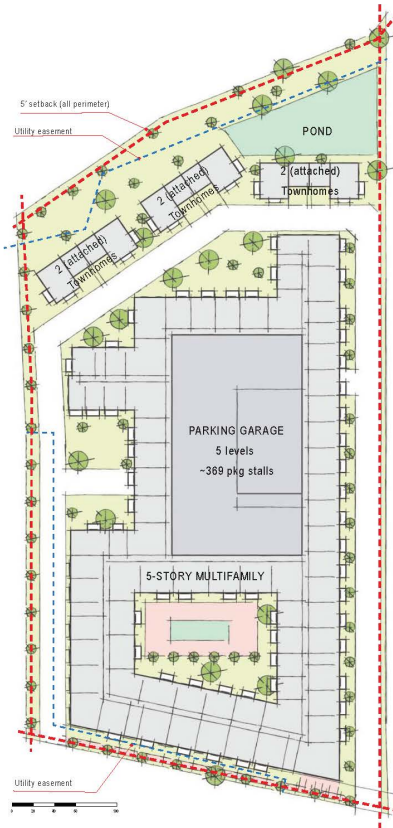 5' setback (all perimeter)
Utility easement
POND
2 (attached)
Townhomes
2 (attached)
Townhomes
2 (attached)
Townhomes
PARKING GARAGE
5 levels
~369 pkg stalls
5-STORY MULTIFAMILY
Utility easement